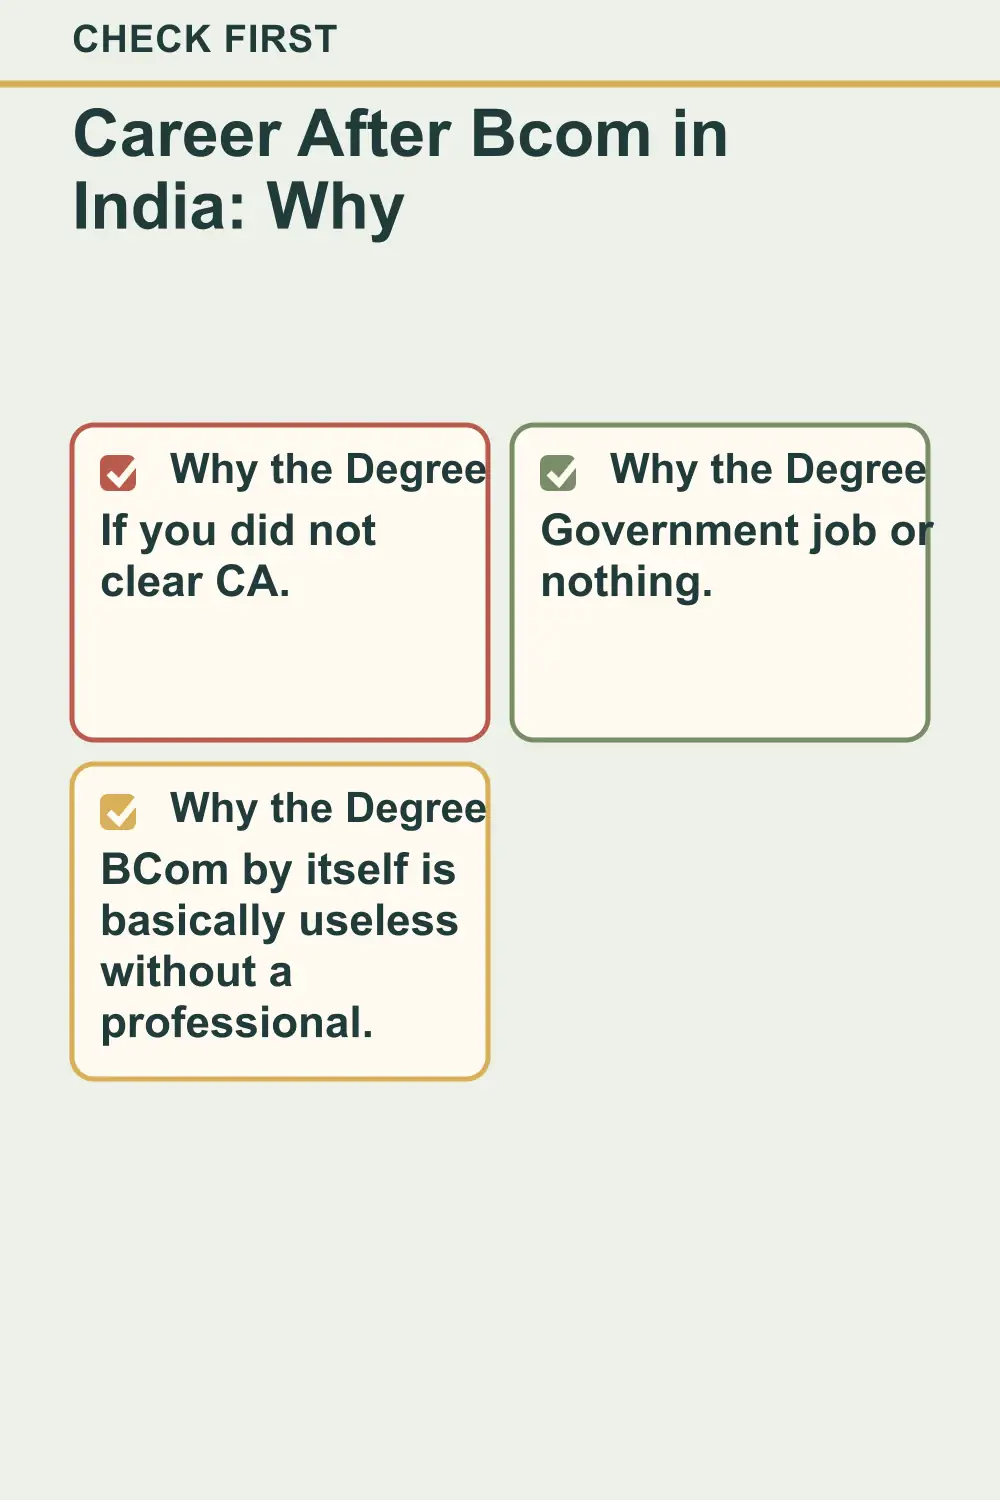 CHECK FIRST
Career After Bcom in
India: Why
Why the Degree
If you did not
clear CA.
Why the Degree
Government job or
nothing.
Why the Degree
BCom by itself is
basically useless
without a
professional.